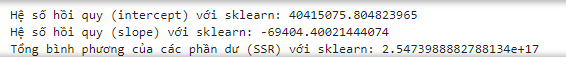 Hệ số hồi quy (intercept) với sklearn: 40415075.804823965
Hệ số hồi quy (slope) với sklearn: -69404.40021444074
Tổng bình phương của các phần dư (SSR) với sklearn: 2.5473988882788134e+17